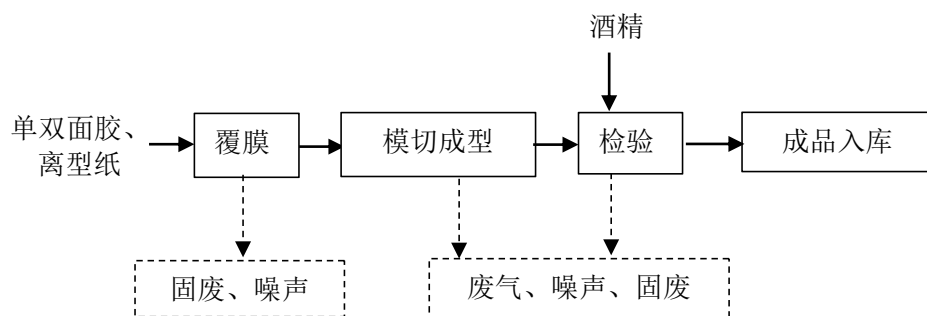 酒精
单双面胶、
离型纸
覆膜
模切成型
检验
成品入库
固废、噪声
废气、噪声、固废